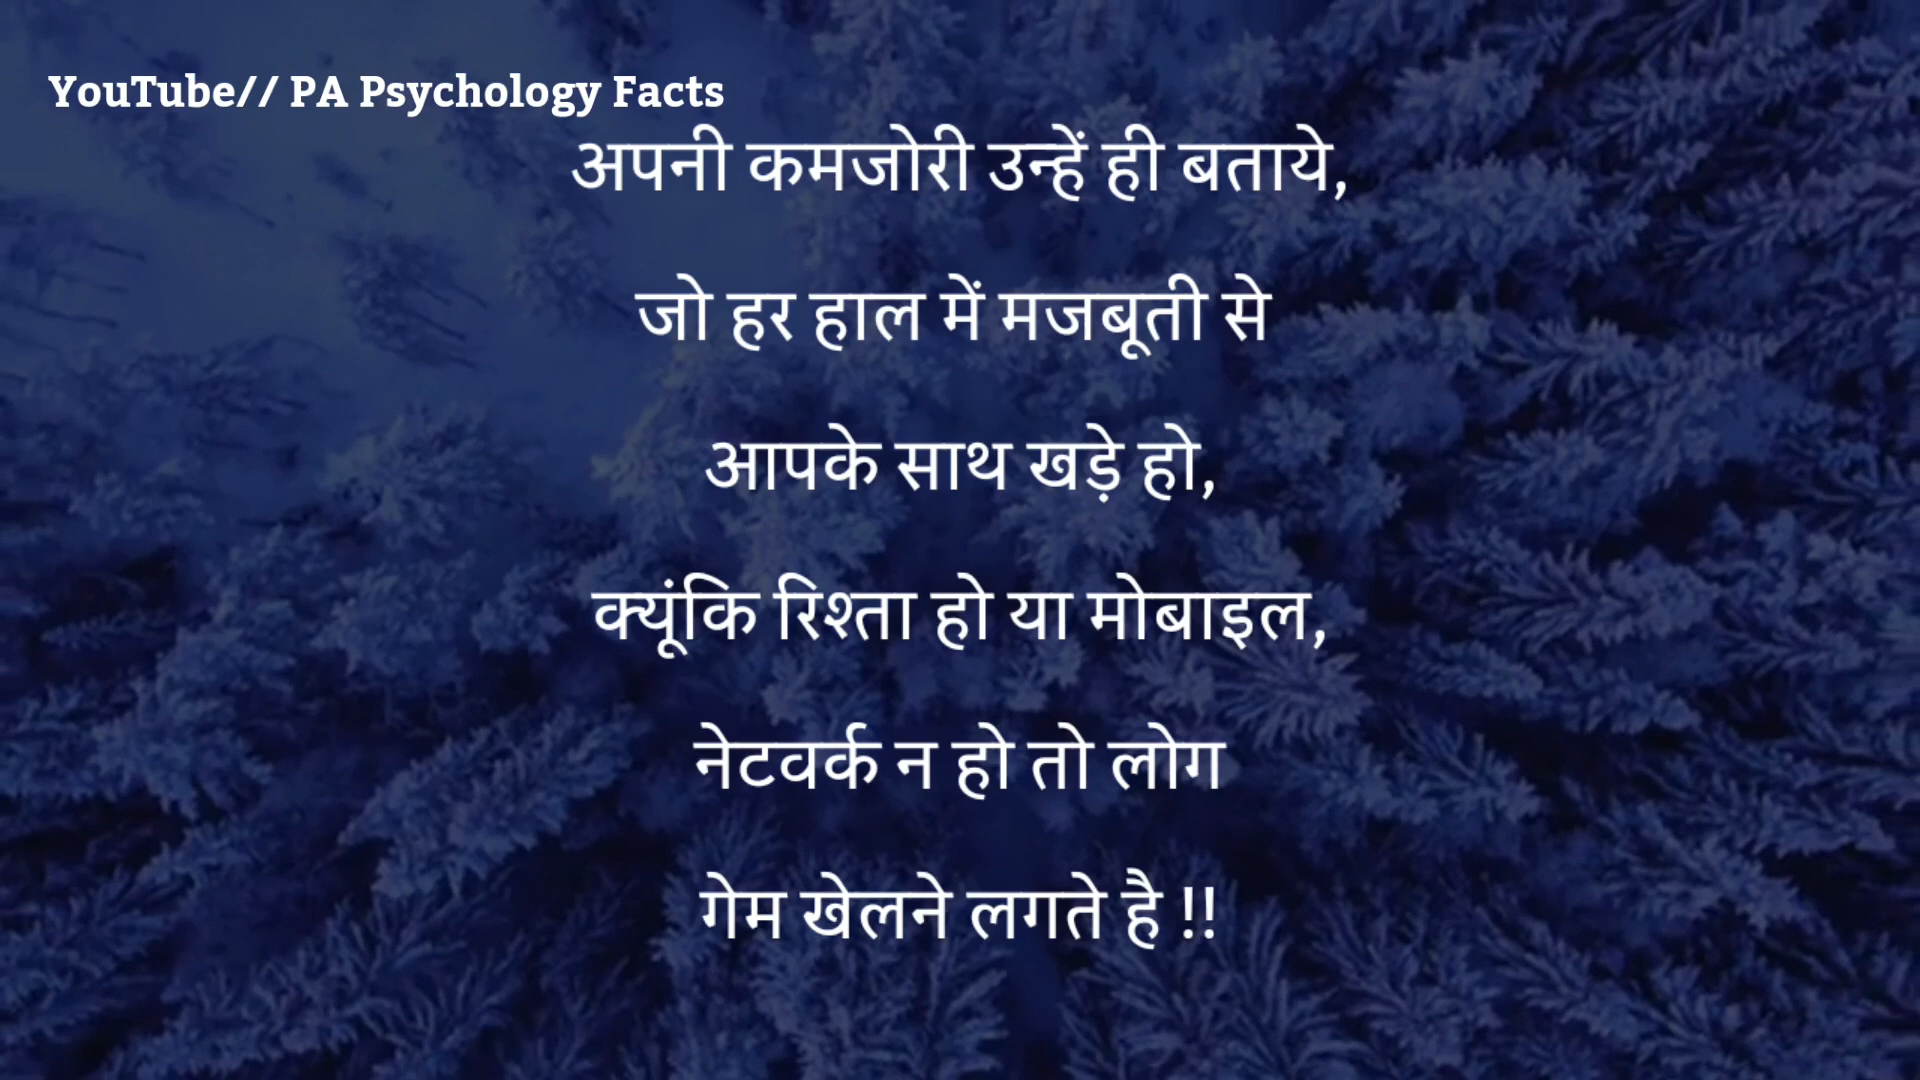 YouTube// PA Psychology Facts
अपनी कमजोरी उन्हें ही बताये,
जो हर हाल में मजबूती से
आपके साथ खड़े हो,
क्यूंकि रिश्ता हो या मोबाइल,
नेटवर्क न हो तो लोग
गेम खेलने लगते है !!